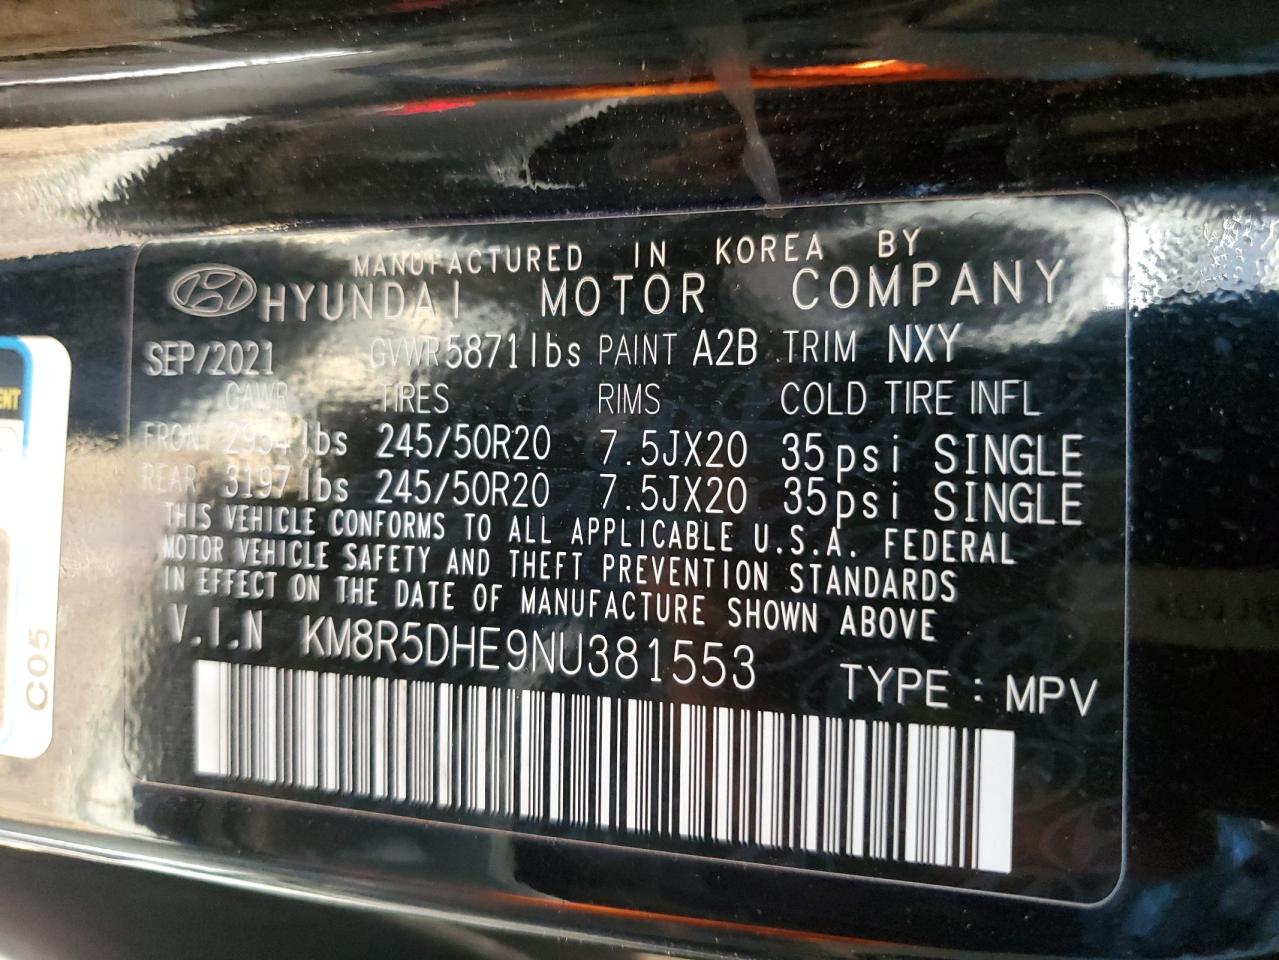 MANUFACTURED IN KOREA BY
HYUNDAI MOTOR COMPANY
SEP/2021 GVWR5871lbs PAINT A2B TRIM NXY
GAWR TIRES RIMS COLD TIRE INFL
FRONT 2954lbs 245/50R20 7.5JX20 35psi SINGLE
REAR 3197lbs 245/50R20 7.5JX20 35psi SINGLE
THIS VEHICLE CONFORMS TO ALL APPLICABLE U.S.A. FEDERAL
MOTOR VEHICLE SAFETY AND THEFT PREVENTION STANDARDS
IN EFFECT ON THE DATE OF MANUFACTURE SHOWN ABOVE
V.I.N KM8R5DHE9NU381553 TYPE : MPV
C05